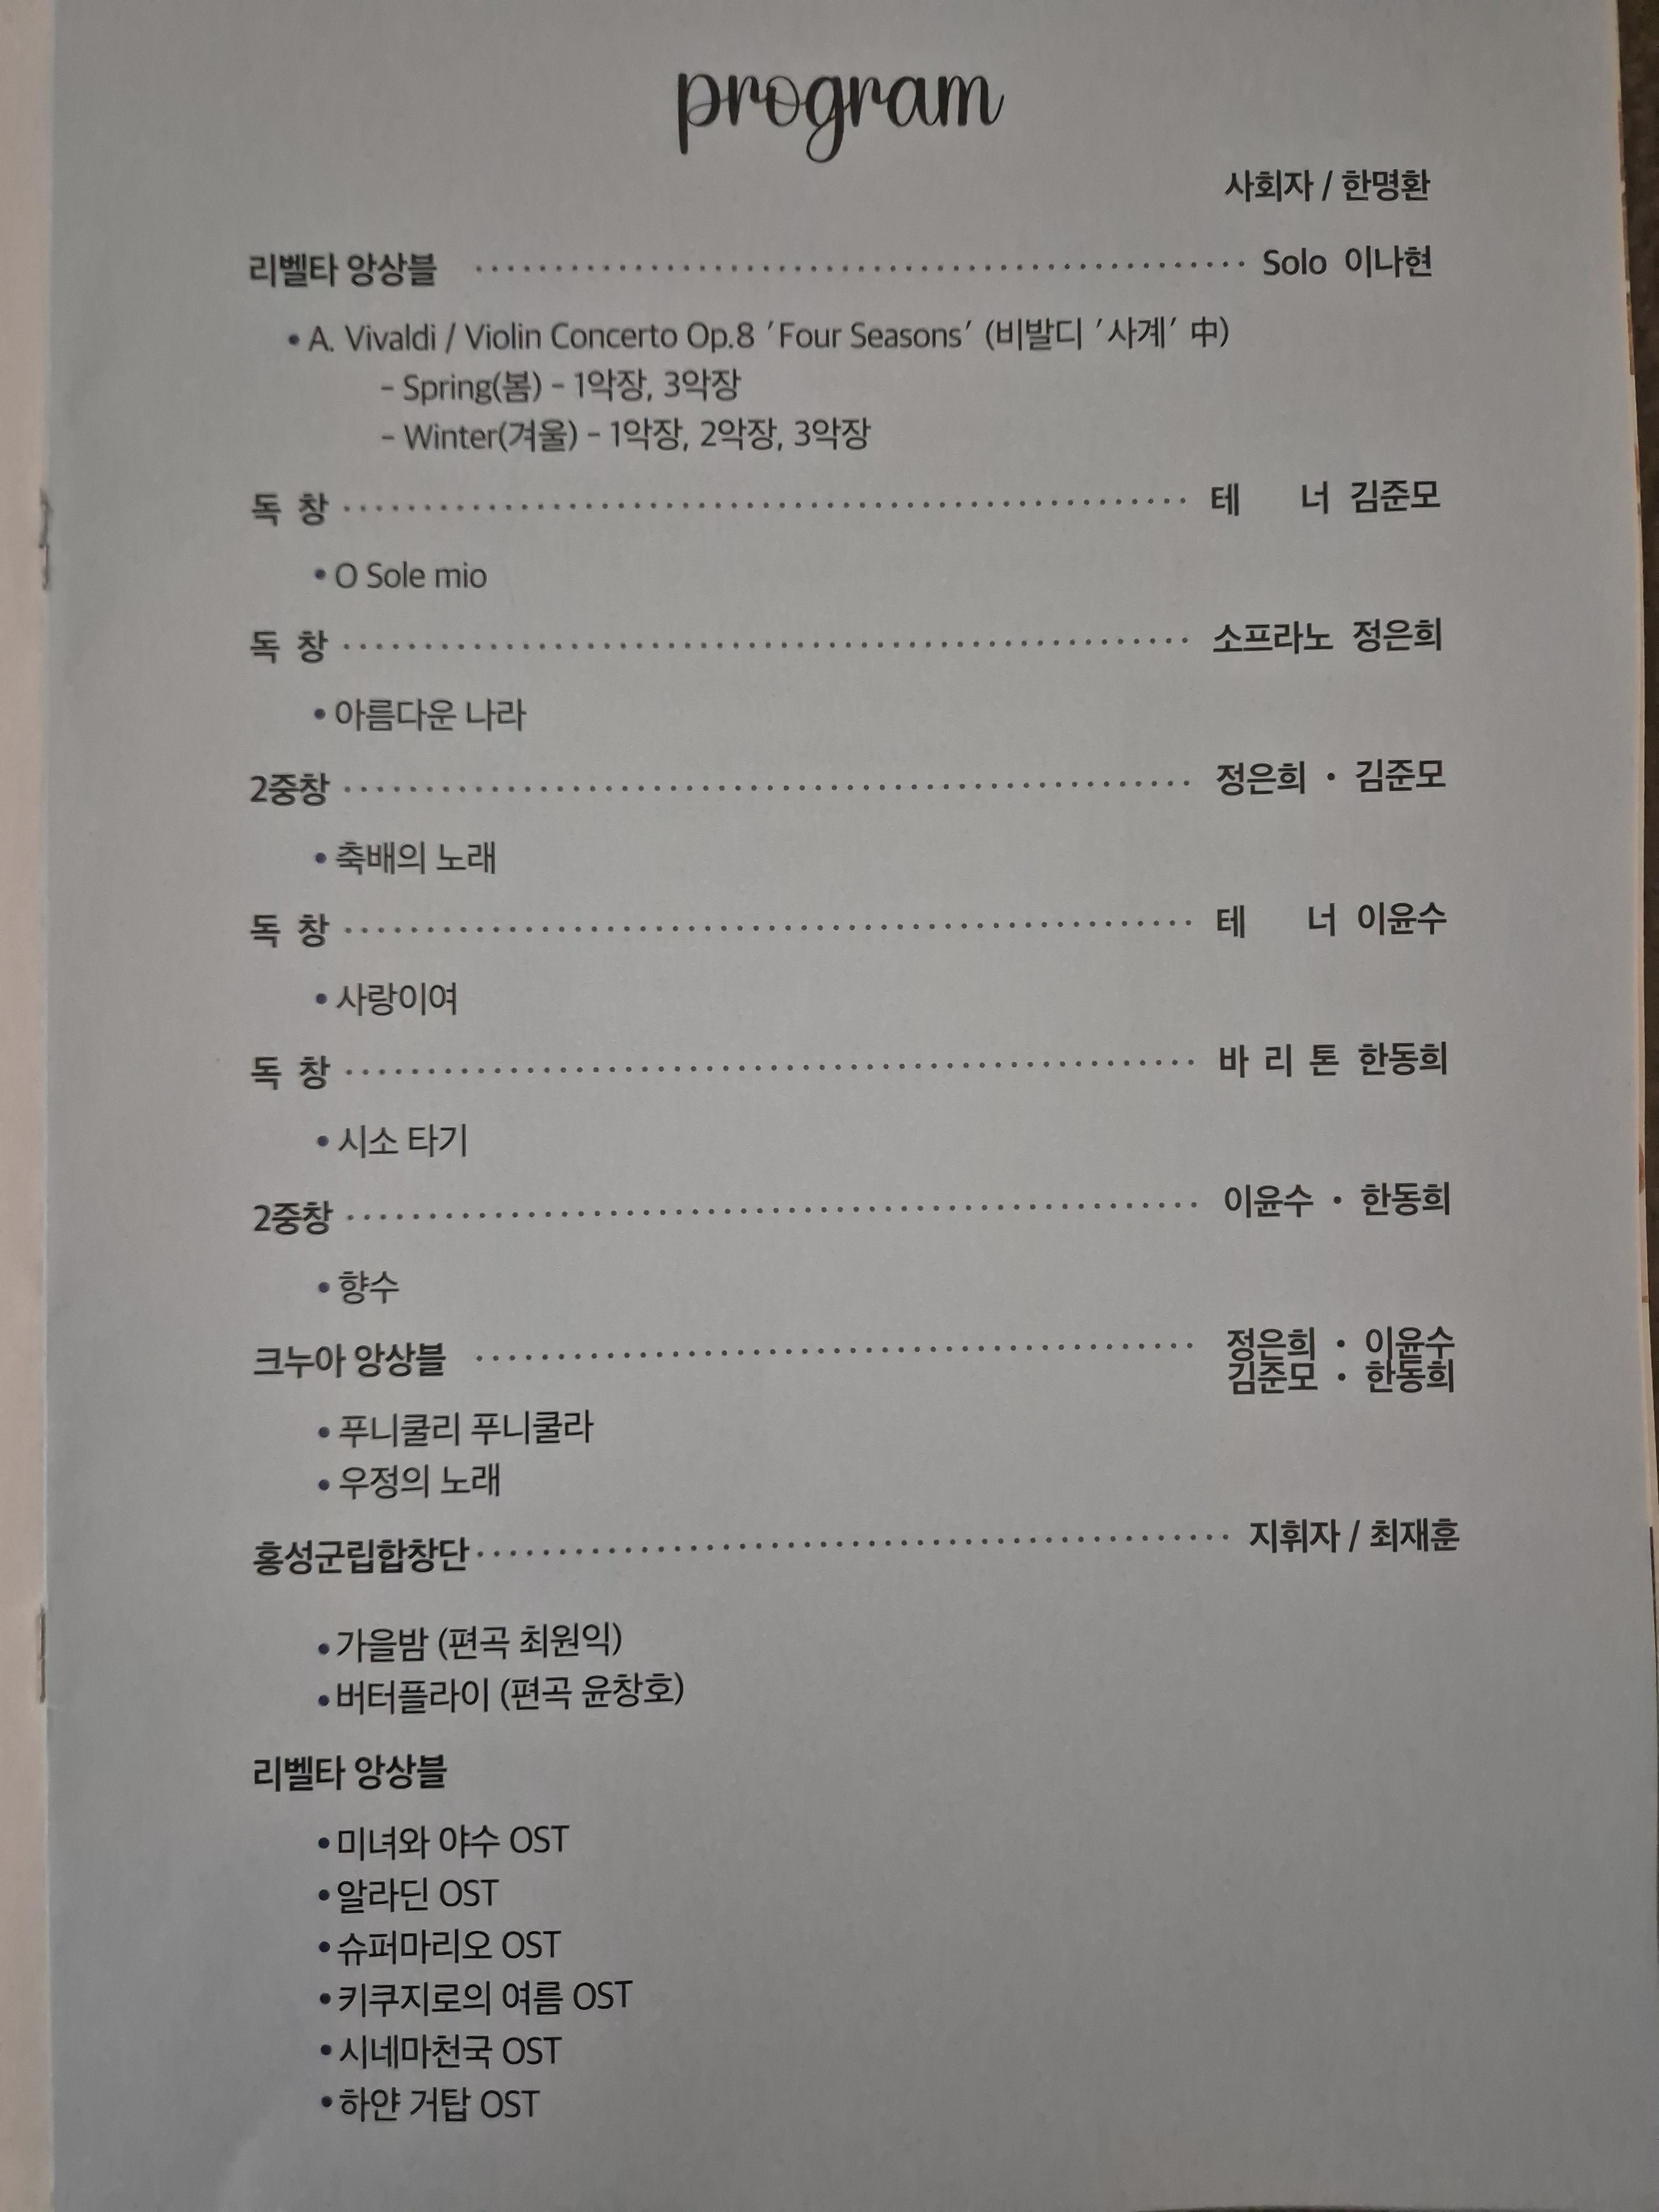 program
사회자 / 한명환
리벨타 앙상블 ······ Solo 이나현
• A. Vivaldi / Violin Concerto Op.8 ′Four Seasons′ (비발디 ′사계′ 中)
– Spring(봄) – 1악장, 3악장
– Winter(겨울) – 1악장, 2악장, 3악장
독 창 ······ 테 너 김준모
• O Sole mio
독 창 ······ 소프라노 정은희
• 아름다운 나라
2중창 ······ 정은희 · 김준모
• 축배의 노래
독 창 ······ 테 너 이윤수
• 사랑이여
독 창 ······ 바 리 톤 한동희
• 시소 타기
2중창 ······ 이윤수 · 한동희
• 향수
크누아 앙상블 ······ 정은희 · 이윤수
김준모 · 한동희
• 푸니쿨리 푸니쿨라
• 우정의 노래
홍성군립합창단 ······ 지휘자 / 최재훈
• 가을밤 (편곡 최원익)
• 버터플라이 (편곡 윤창호)
리벨타 앙상블
• 미녀와 야수 OST
• 알라딘 OST
• 슈퍼마리오 OST
• 키쿠지로의 여름 OST
• 시네마천국 OST
• 하얀 거탑 OST